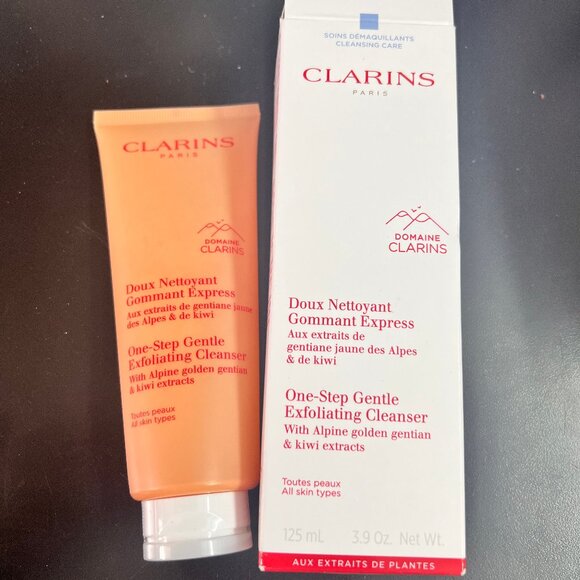 CLARINS
PARIS
DOMAINE
CLARINS
Doux Nettoyant
Gommant Express
Aux extraits de gentiane jaune
des Alpes & de kiwi
One-Step Gentle
Exfoliating Cleanser
With Alpine golden gentian
& kiwi extracts
Toutes peaux
All skin types
SOINS DÉMAQUILLANTS
CLEANSING CARE
CLARINS
PARIS
DOMAINE
CLARINS
Doux Nettoyant
Gommant Express
Aux extraits de
gentiane jaune des Alpes
& de kiwi
One-Step Gentle
Exfoliating Cleanser
With Alpine golden gentian
& kiwi extracts
Toutes peaux
All skin types
125 mL 3.9 Oz. Net Wt.
AUX EXTRAITS DE PLANTES